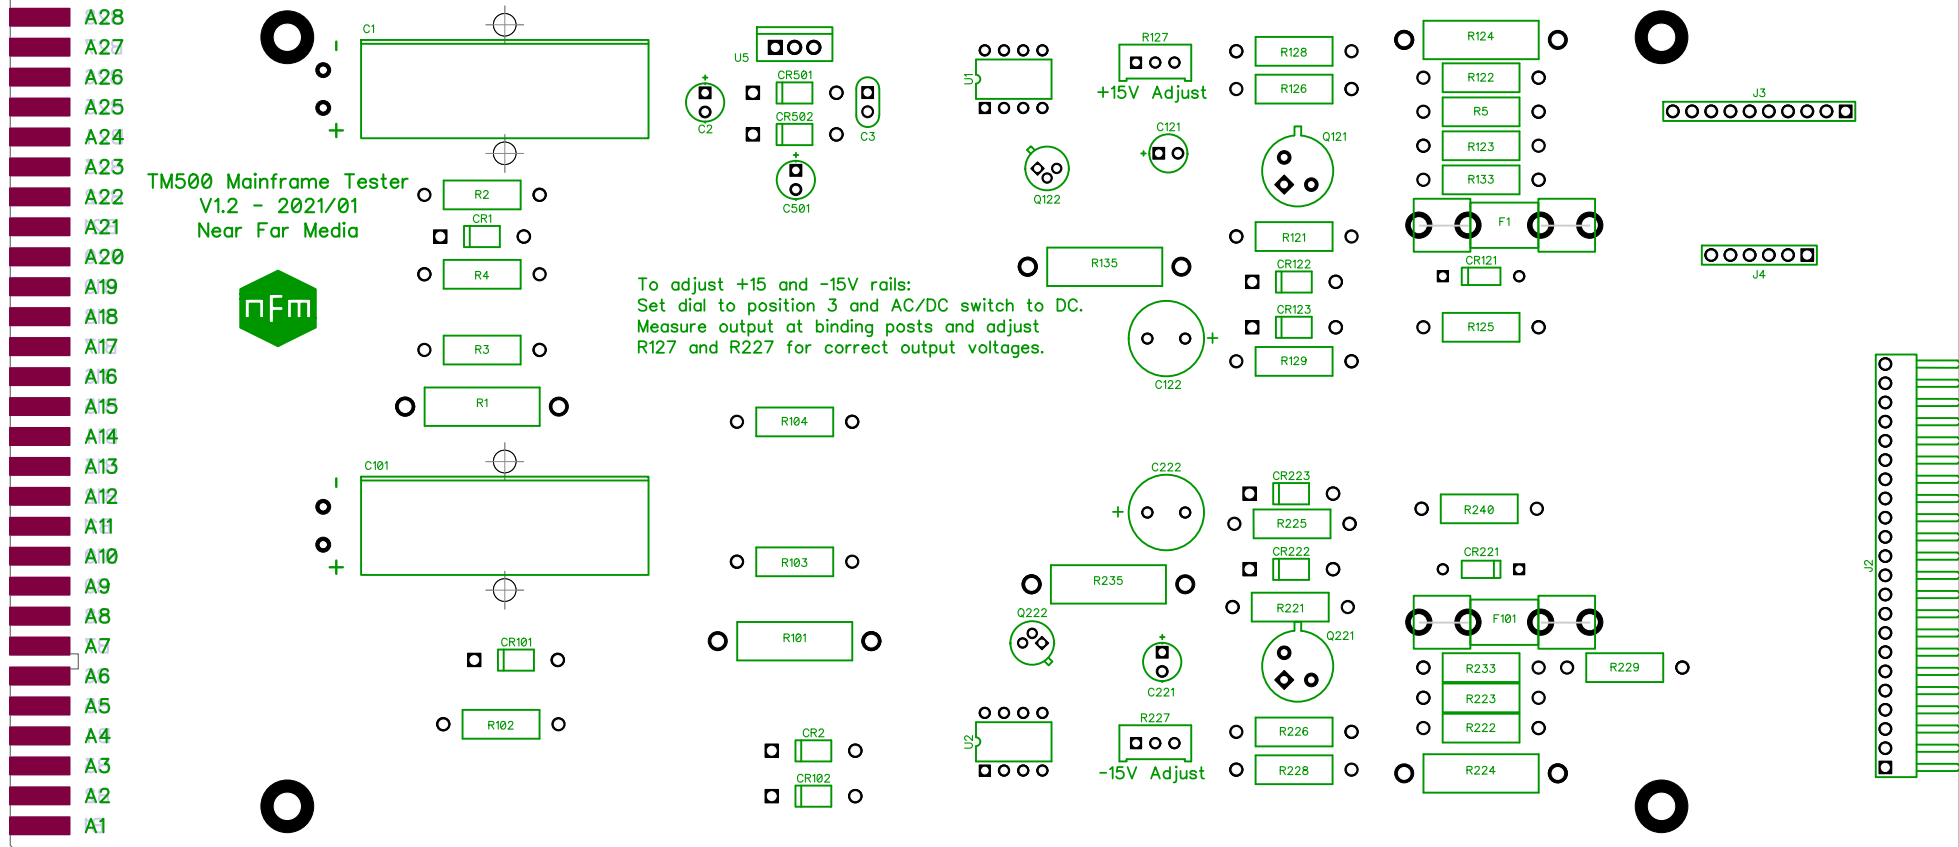 A28
A27
A26
A25
A24
A23
A22
A21
A20
A19
A18
A17
A16
A15
A14
A13
A12
A11
A10
A9
A8
A7
A6
A5
A4
A3
A2
A1
TM500 Mainframe Tester
V1.2 - 2021/01
Near Far Media
nFm
C1
-
+
R2
CR1
R4
R3
R1
C101
-
+
CR101
R102
U5
CR501
CR502
+
C2
C3
+
C501
To adjust +15 and -15V rails:
Set dial to position 3 and AC/DC switch to DC.
Measure output at binding posts and adjust
R127 and R227 for correct output voltages.
R104
R103
R101
CR2
CR102
U1
R127
+15V Adjust
C121
+
Q122
R135
+
C122
C222
+
R235
Q222
+
C221
U2
R227
-15V Adjust
R128
R126
Q121
R121
CR122
CR123
R129
CR223
R225
CR222
R221
Q221
R226
R228
R124
R122
R5
R123
R133
F1
CR121
R125
R240
CR221
F101
R233
R229
R223
R222
R224
J3
J4
J2